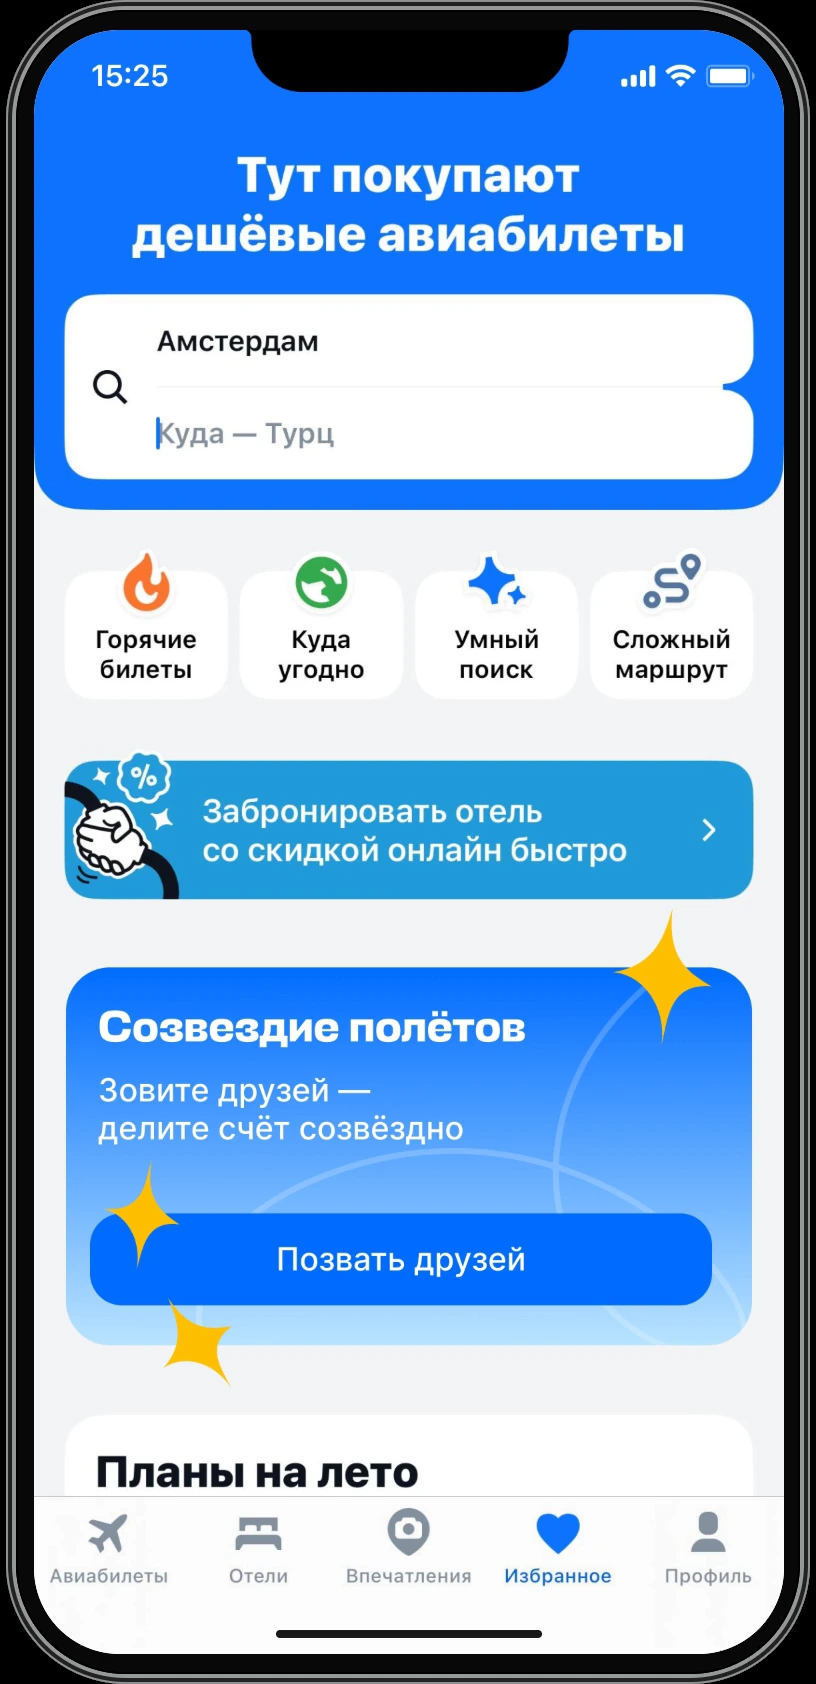 15:25
Тут покупают
дешёвые авиабилеты
Амстердам
Куда — Турц
Горячие
билеты
Куда
угодно
Умный
поиск
Сложный
маршрут
%
Забронировать отель
со скидкой онлайн быстро
Созвездие полётов
Зовите друзей —
делите счёт созвёздно
Позвать друзей
Планы на лето
Авиабилеты
Отели
Впечатления
Избранное
Профиль